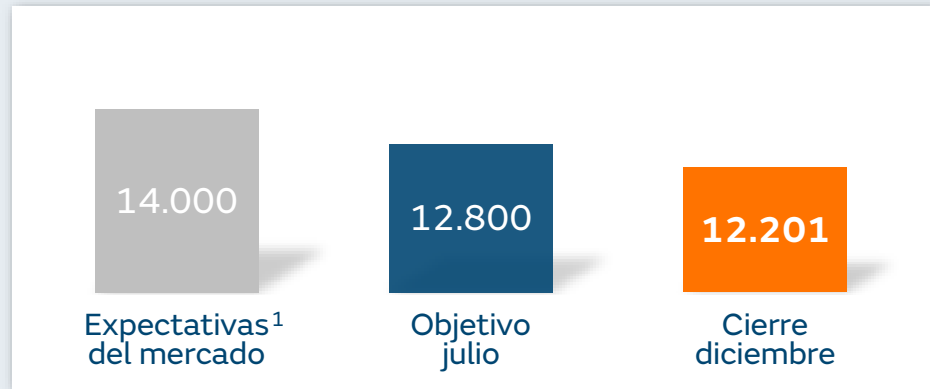 14.000
12.800
12.201
Expectativas¹
del mercado
Objetivo
julio
Cierre
diciembre